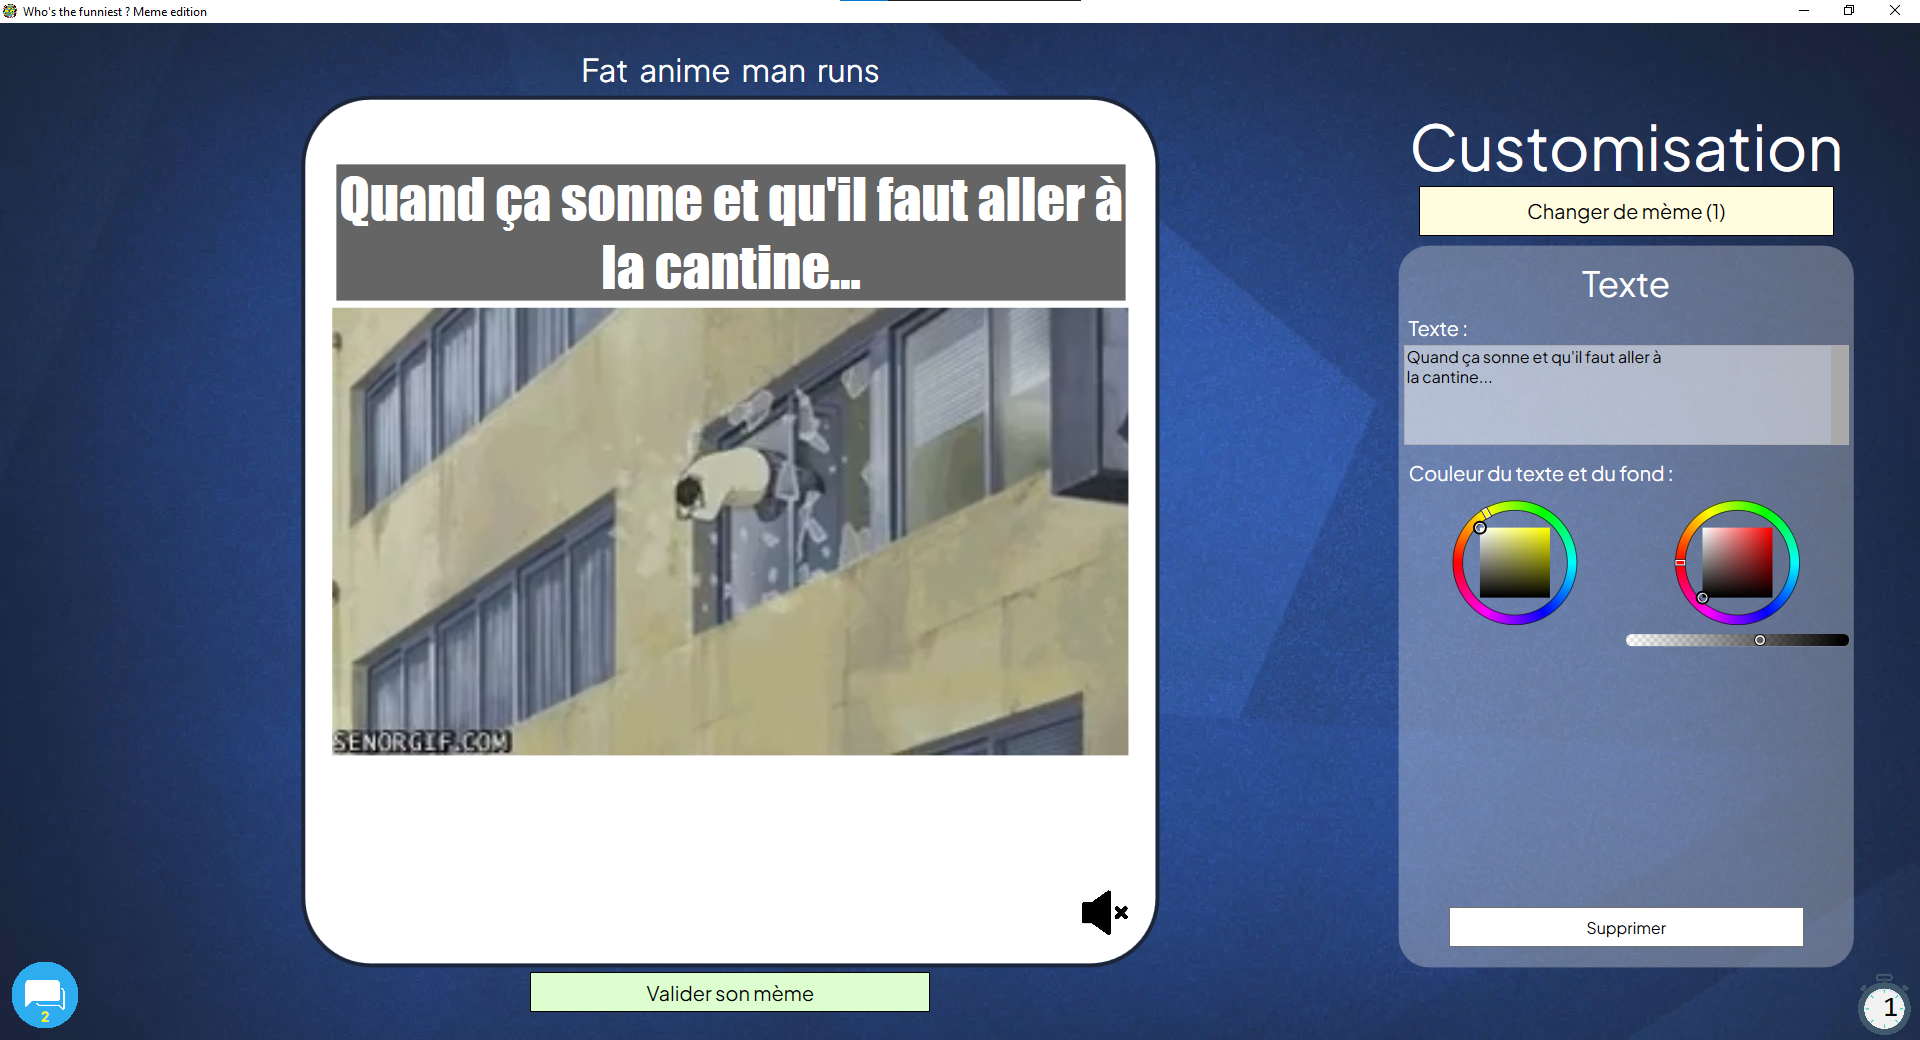 Who's the funniest ? Meme edition
Fat anime man runs
Quand ça sonne et qu'il faut aller à
la cantine...
SENORGIF.COM
Valider son mème
2
Customisation
Changer de mème (1)
Texte
Texte :
Quand ça sonne et qu'il faut aller à
la cantine...
Couleur du texte et du fond :
Supprimer
1